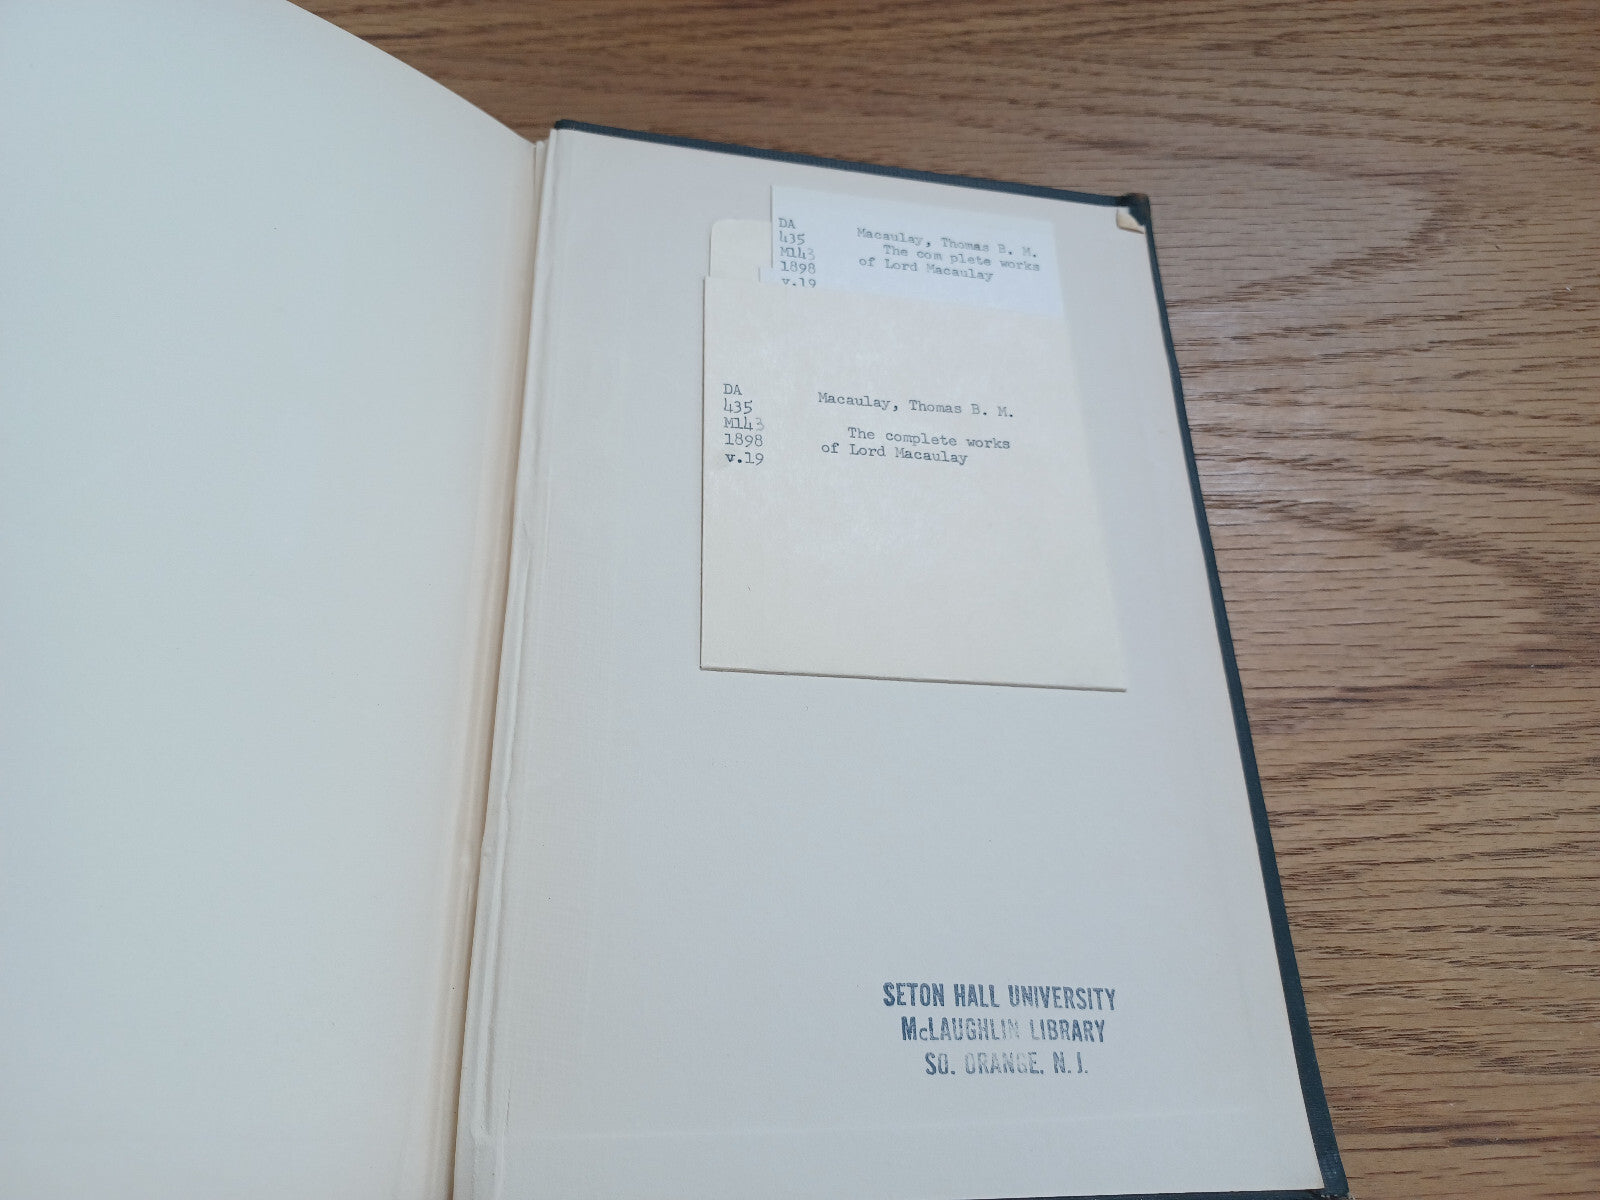 DA
435
M143
1898
v.19
Macaulay, Thomas B. M.
The com plete works
of Lord Macaulay
DA
435
M143
1898
v.19
Macaulay, Thomas B. M.
The complete works
of Lord Macaulay
SETON HALL UNIVERSITY
McLAUGHLIN LIBRARY
SO. ORANGE, N. J.